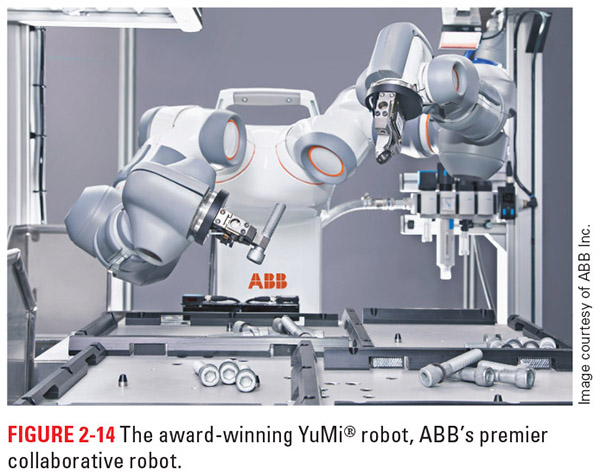 ABB
Image courtesy of ABB Inc.
FIGURE 2-14 The award-winning YuMi® robot, ABB's premier
collaborative robot.